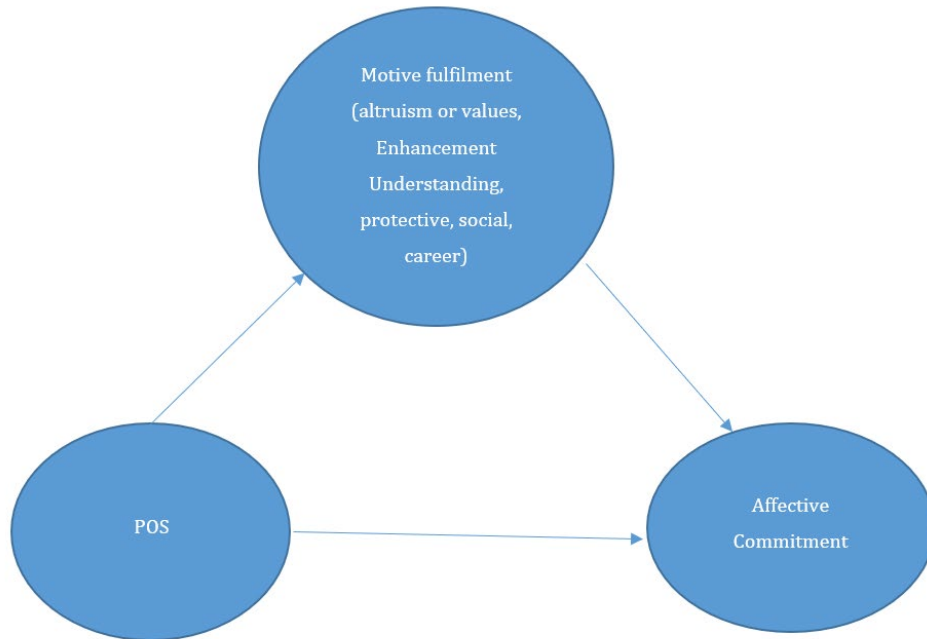 Motive fulfilment
(altruism or values,
Enhancement
Understanding,
protective, social,
career)
POS
Affective
Commitment